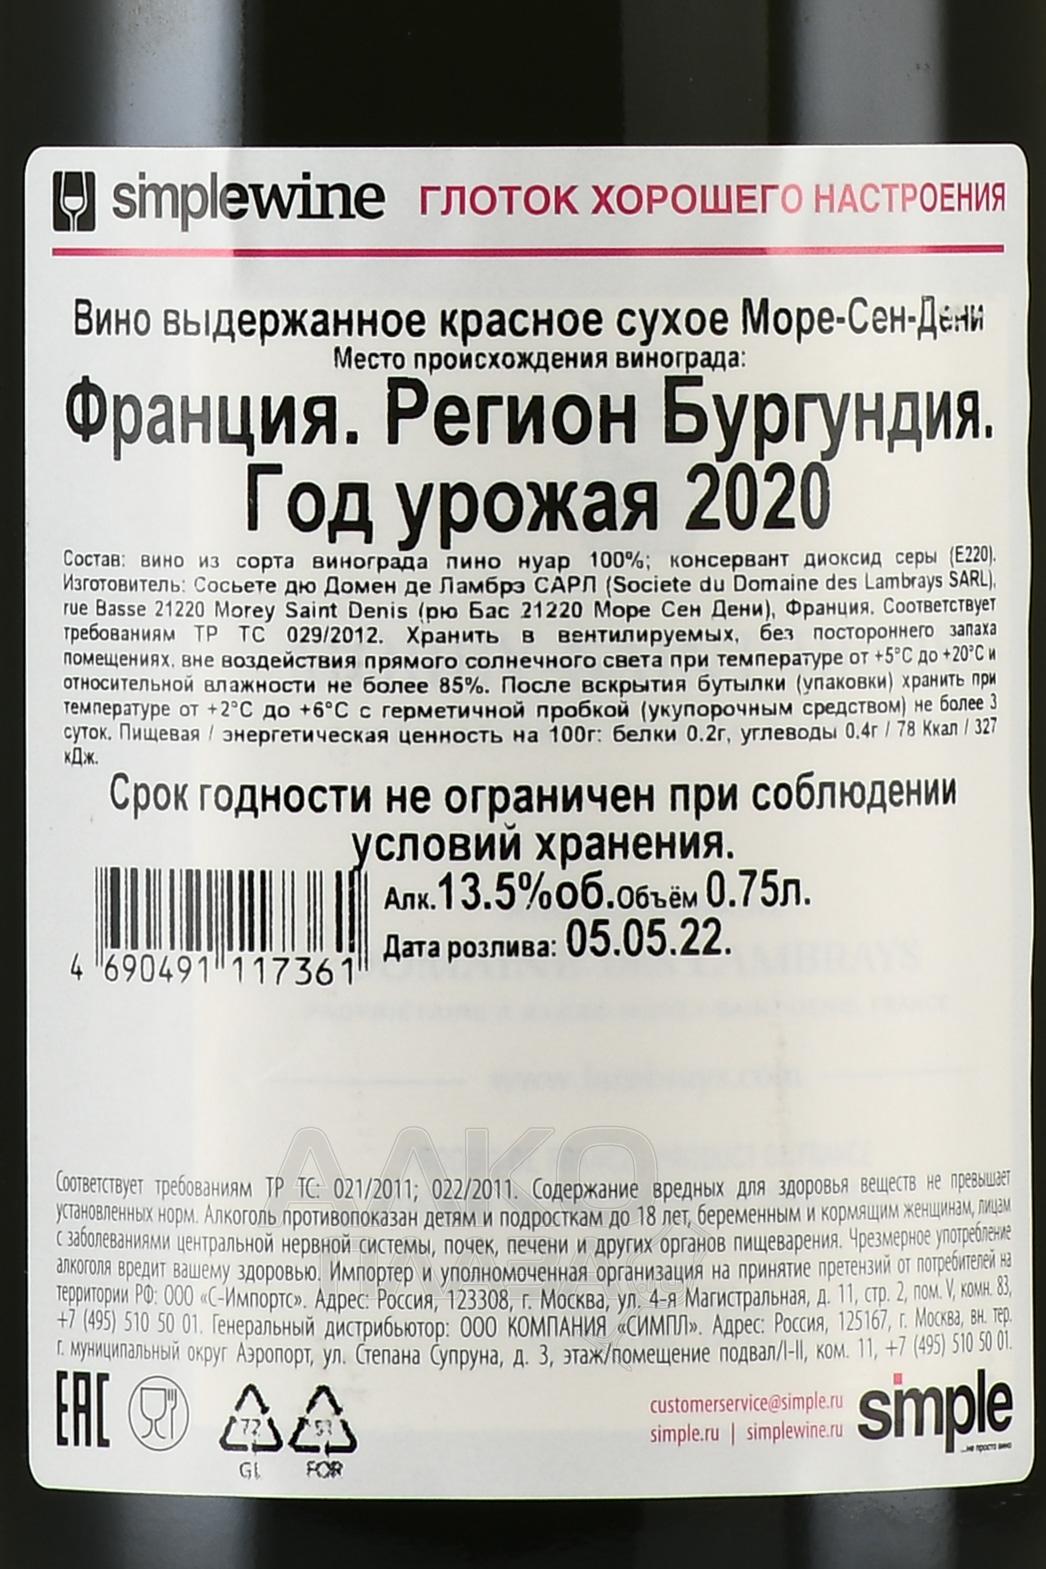 simplewine ГЛОТОК ХОРОШЕГО НАСТРОЕНИЯ
Вино выдержанное красное сухое Море-Сен-Дени
Место происхождения винограда:
Франция. Регион Бургундия.
Год урожая 2020
Состав: вино из сорта винограда пино нуар 100%; консервант диоксид серы (E220).
Изготовитель: Сосьете дю Домен де Ламбрэ САРЛ (Societe du Domaine des Lambrays SARL),
rue Basse 21220 Morey Saint Denis (рю Бас 21220 Море Сен Дени), Франция. Соответствует
требованиям ТР ТС 029/2012. Хранить в вентилируемых, без постороннего запаха
помещениях, вне воздействия прямого солнечного света при температуре от +5°C до +20°C и
относительной влажности не более 85%. После вскрытия бутылки (упаковки) хранить при
температуре от +2°C до +6°C с герметичной пробкой (укупорочным средством) не более 3
суток. Пищевая / энергетическая ценность на 100г: белки 0.2г, углеводы 0.4г / 78 Ккал / 327
кДж.
Срок годности не ограничен при соблюдении
условий хранения.
Алк.13.5%об.Объём 0.75л.
Дата розлива: 05.05.22.
4 690491 117361
DOMAINE DES LAMBRAYS
www.lambrays.com
АЛКО
Соответствует требованиям ТР ТС: 021/2011; 022/2011. Содержание вредных для здоровья веществ не превышает
установленных норм. Алкоголь противопоказан детям и подросткам до 18 лет, беременным и кормящим женщинам, лицам
с заболеваниями центральной нервной системы, почек, печени и других органов пищеварения. Чрезмерное употребление
алкоголя вредит вашему здоровью. Импортер и уполномоченная организация на принятие претензий от потребителей на
территории РФ: ООО «С-Импортс». Адрес: Россия, 123308, г. Москва, ул. 4-я Магистральная, д. 11, стр. 2, пом. V, комн. 83,
+7 (495) 510 50 01. Генеральный дистрибьютор: ООО КОМПАНИЯ «СИМПЛ». Адрес: Россия, 125167, г. Москва, вн. тер.
г. муниципальный округ Аэропорт, ул. Степана Супруна, д. 3, этаж/помещение подвал/I-II, ком. 11, +7 (495) 510 50 01.
EAC
72 51
GL FOR
customerservice@simple.ru
simple.ru | simplewine.ru
simple
...не просто вино